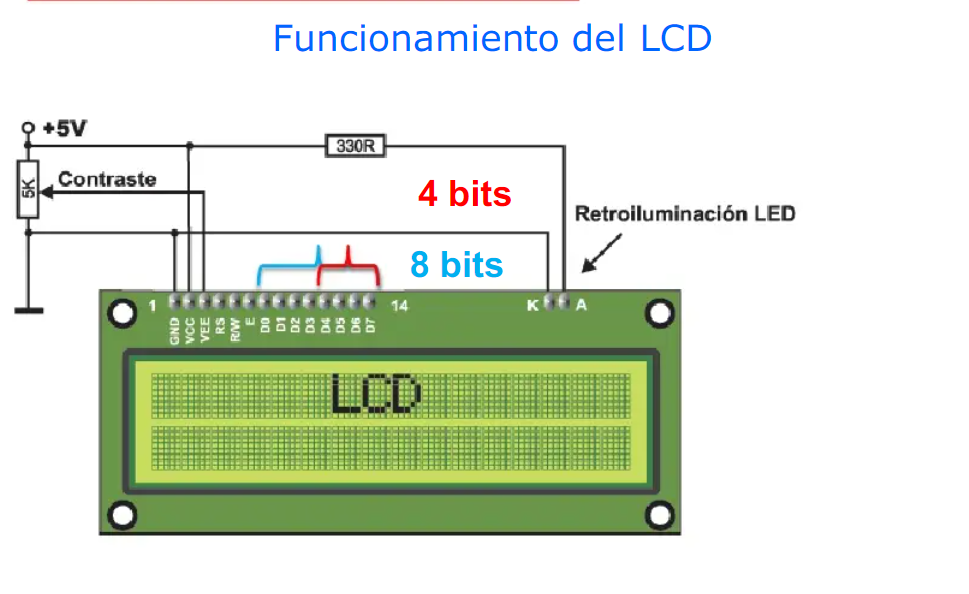 Funcionamiento del LCD
+5V
330R
5K
Contraste
4 bits
Retroiluminación LED
8 bits
1
14
K
A
GND
VCC
VEE
RS
R/W
E
D0
D1
D2
D3
D4
D5
D6
D7
LCD